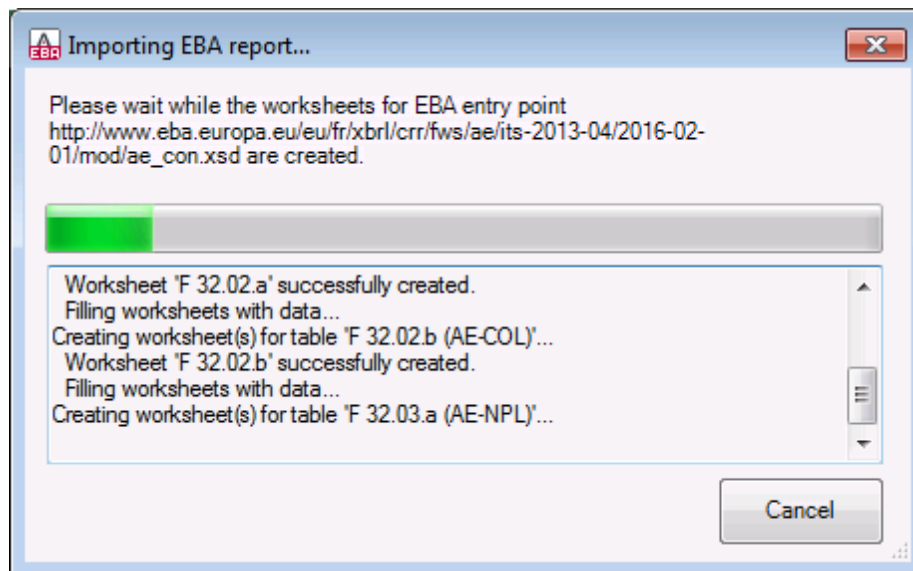 A
EBA
Importing EBA report...
Please wait while the worksheets for EBA entry point
http://www.eba.europa.eu/eu/fr/xbrl/crr/fws/ae/its-2013-04/2016-02-
01/mod/ae_con.xsd are created.
Worksheet "F 32.02.a" successfully created.
Filling worksheets with data...
Creating worksheet(s) for table "F 32.02.b (AE-COL)"...
Worksheet "F 32.02.b" successfully created.
Filling worksheets with data...
Creating worksheet(s) for table "F 32.03.a (AE-NPL)"...
Cancel